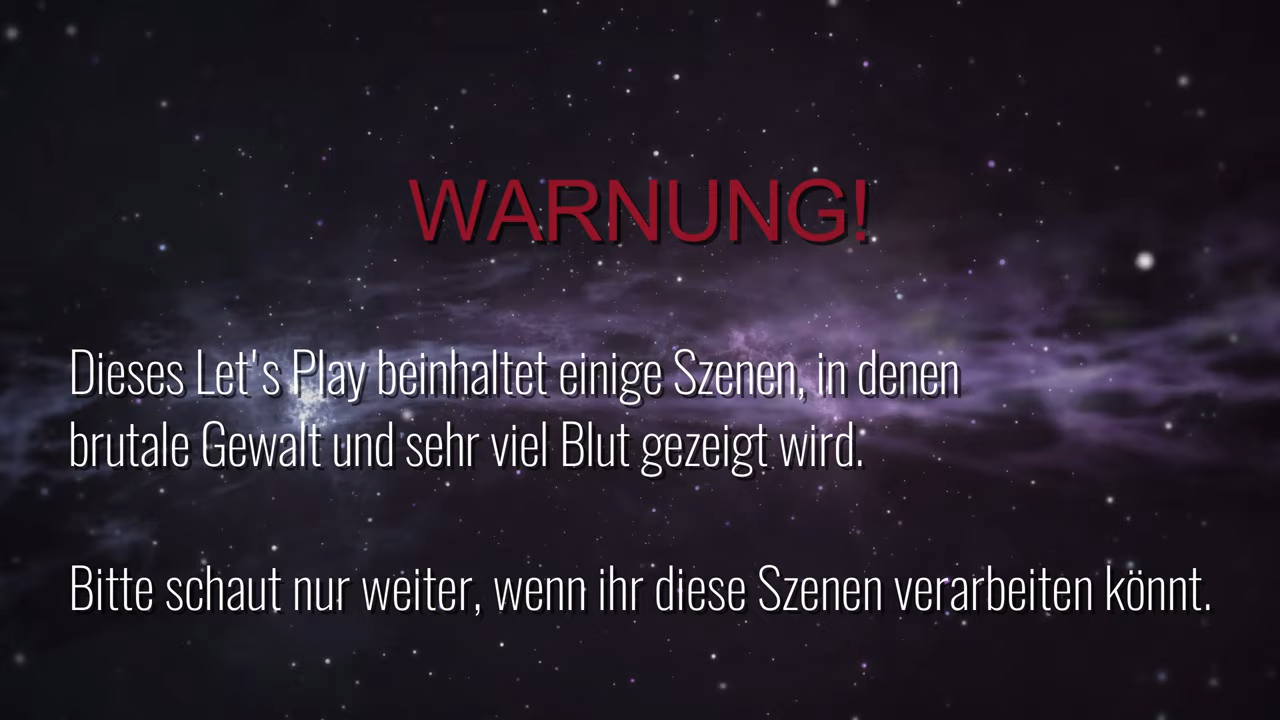 WARNUNG!
Dieses Let's Play beinhaltet einige Szenen, in denen
brutale Gewalt und sehr viel Blut gezeigt wird.
Bitte schaut nur weiter, wenn ihr diese Szenen verarbeiten könnt.